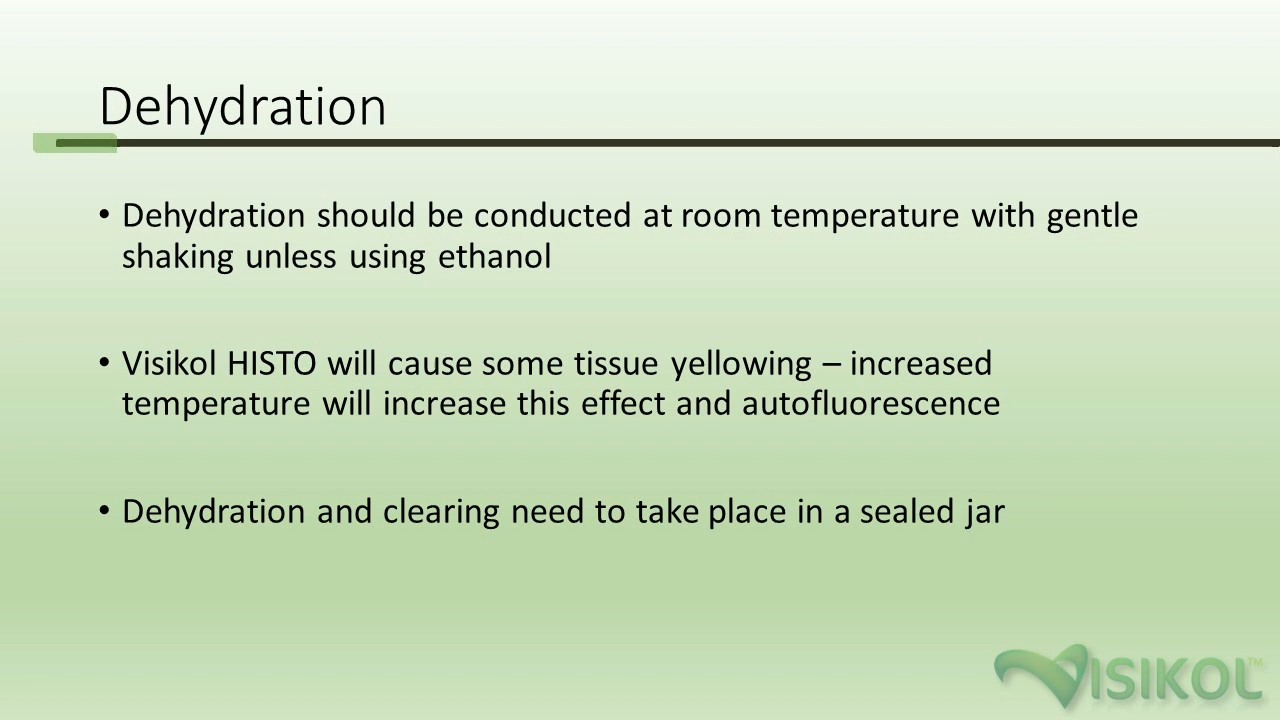 Dehydration
• Dehydration should be conducted at room temperature with gentle
shaking unless using ethanol
• Visikol HISTO will cause some tissue yellowing – increased
temperature will increase this effect and autofluorescence
• Dehydration and clearing need to take place in a sealed jar
VISIKOL™